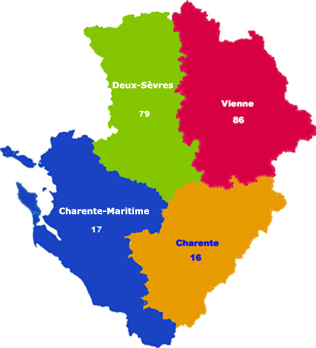 Deux-Sèvres
79
Vienne
86
Charente-Maritime
17
Charente
16